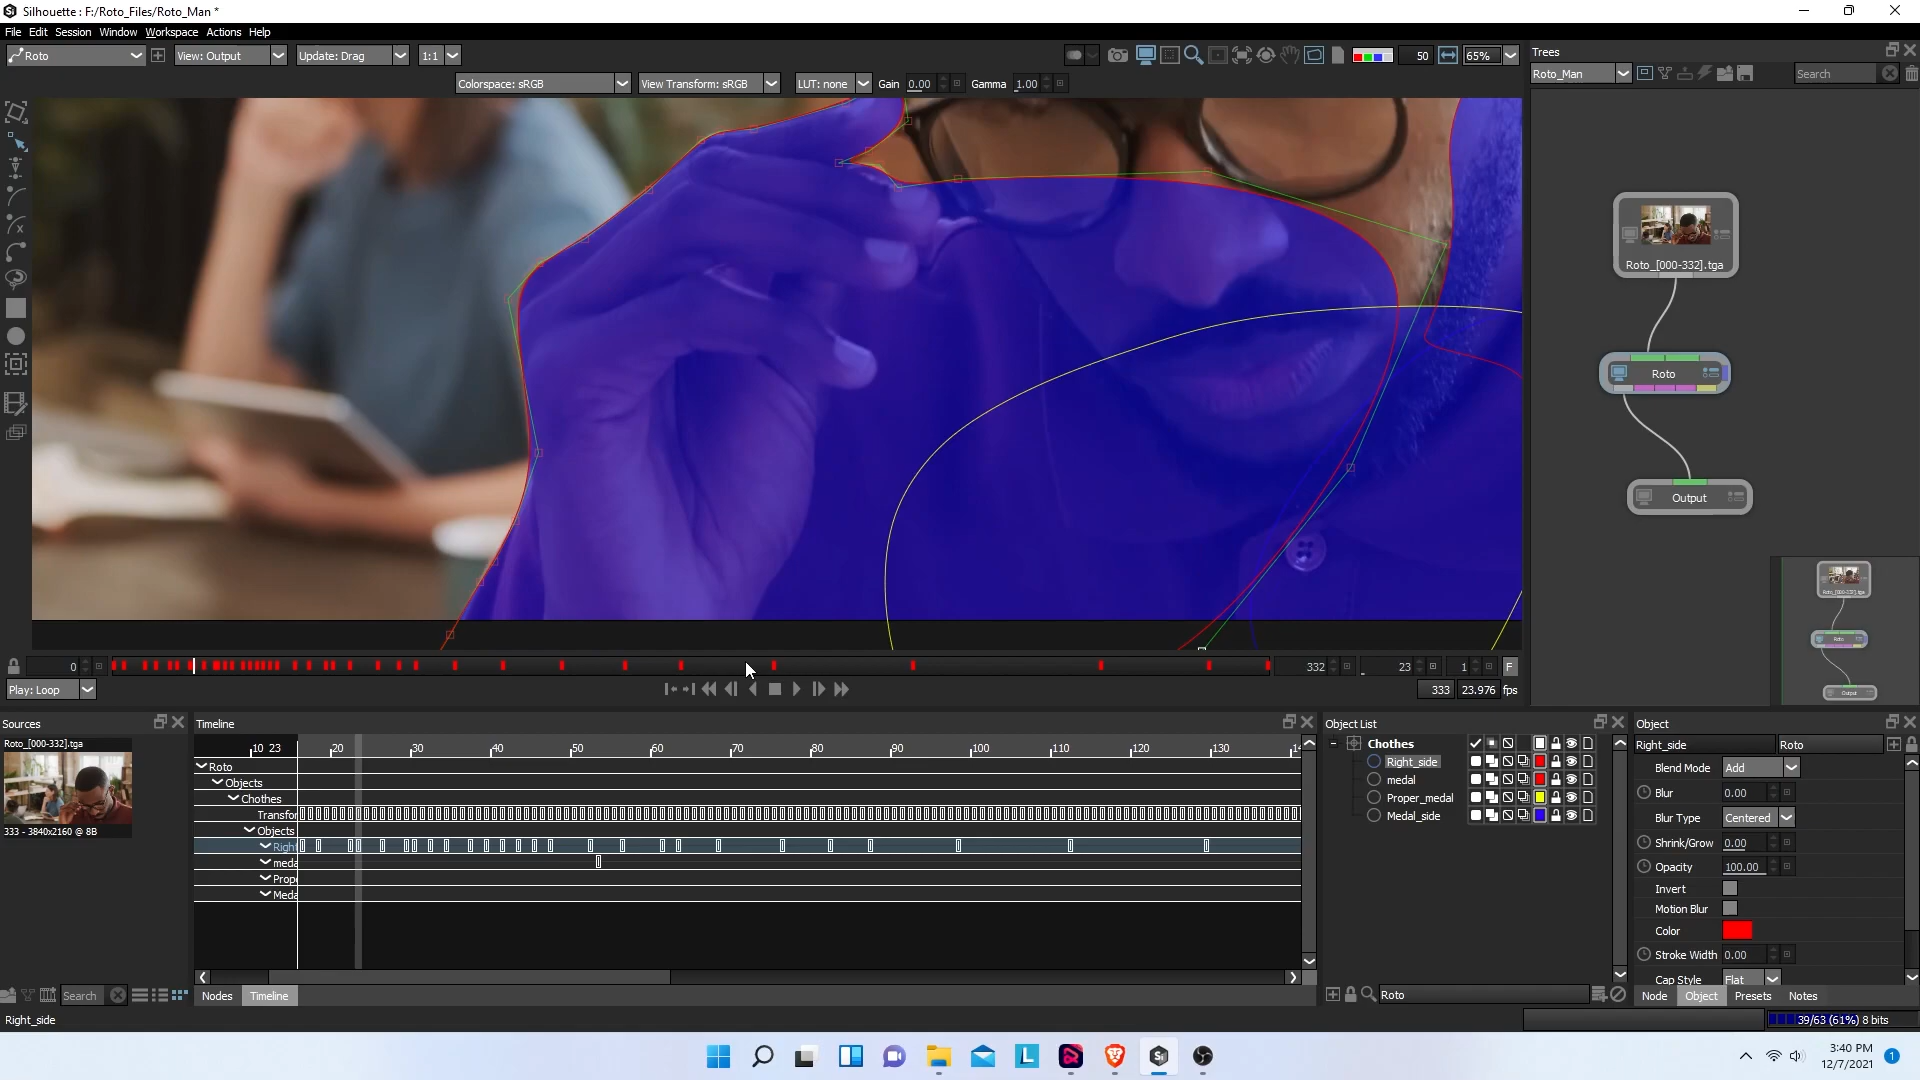 Silhouette : F:/Roto_Files/Roto_Man *
File Edit Session Window Workspace Actions Help
Roto View: Output Update: Drag 1:1 50 65%
Colorspace: sRGB View Transform: sRGB LUT: none Gain 0.00 Gamma 1.00
Trees
Roto_Man Search
Roto_[000-332].tga
Roto
Output
0 332 23 1 F
Play: Loop 333 23.976 fps
Sources
Roto_[000-332].tga
333 - 3840x2160 @ 8B
Search
Timeline
10 23 20 30 40 50 60 70 80 90 100 110 120 130 14
Roto
Objects
Chothes
Transfor
Objects
Right
meda
Prope
Meda
Nodes Timeline
Object List
Chothes
Right_side
medal
Proper_medal
Medal_side
Roto
Object
Right_side Roto
Blend Mode Add
Blur 0.00
Blur Type Centered
Shrink/Grow 0.00
Opacity 100.00
Invert
Motion Blur
Color
Stroke Width 0.00
Cap Style Flat
Node Object Presets Notes
Right_side
39/63 (61%) 8 bits
3:40 PM
12/7/2021
1